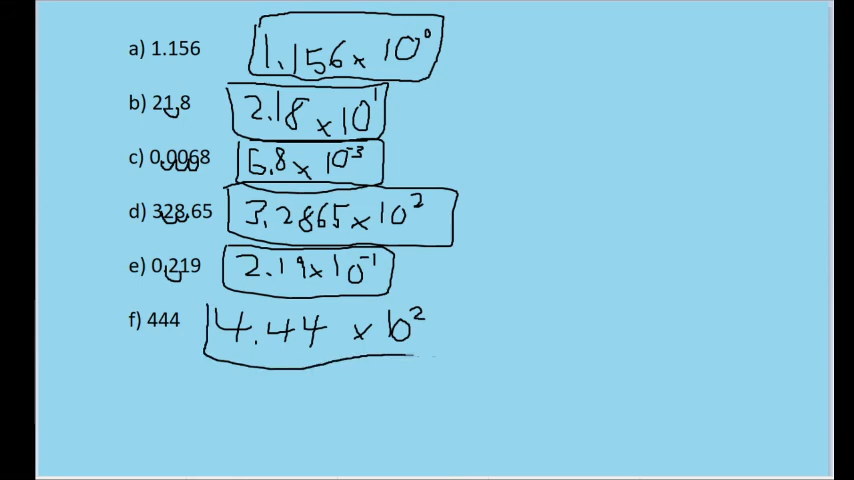 a) 1.156 1.156 x 10⁰
b) 21.8 2.18 x 10¹
c) 0.0068 6.8 x 10⁻³
d) 328.65 3.2865 x 10²
e) 0.219 2.19 x 10⁻¹
f) 444 4.44 x 10²